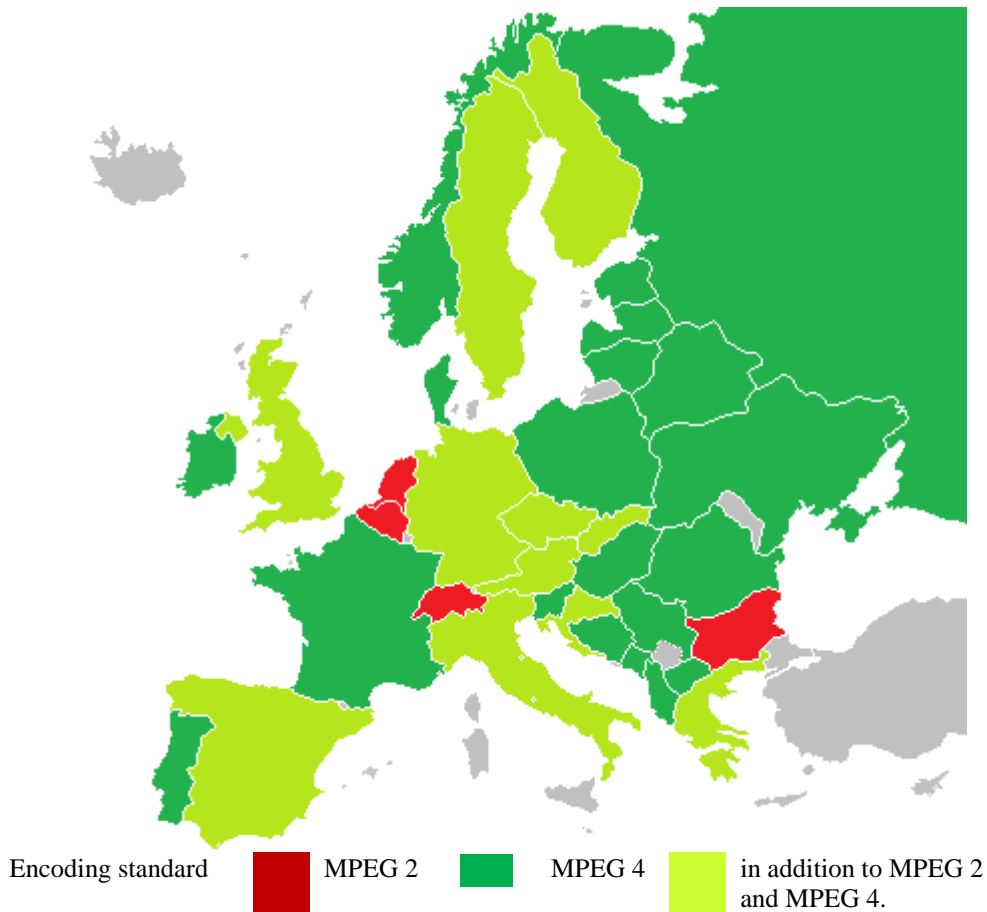 Encoding standard
MPEG 2
MPEG 4
in addition to MPEG 2
and MPEG 4.